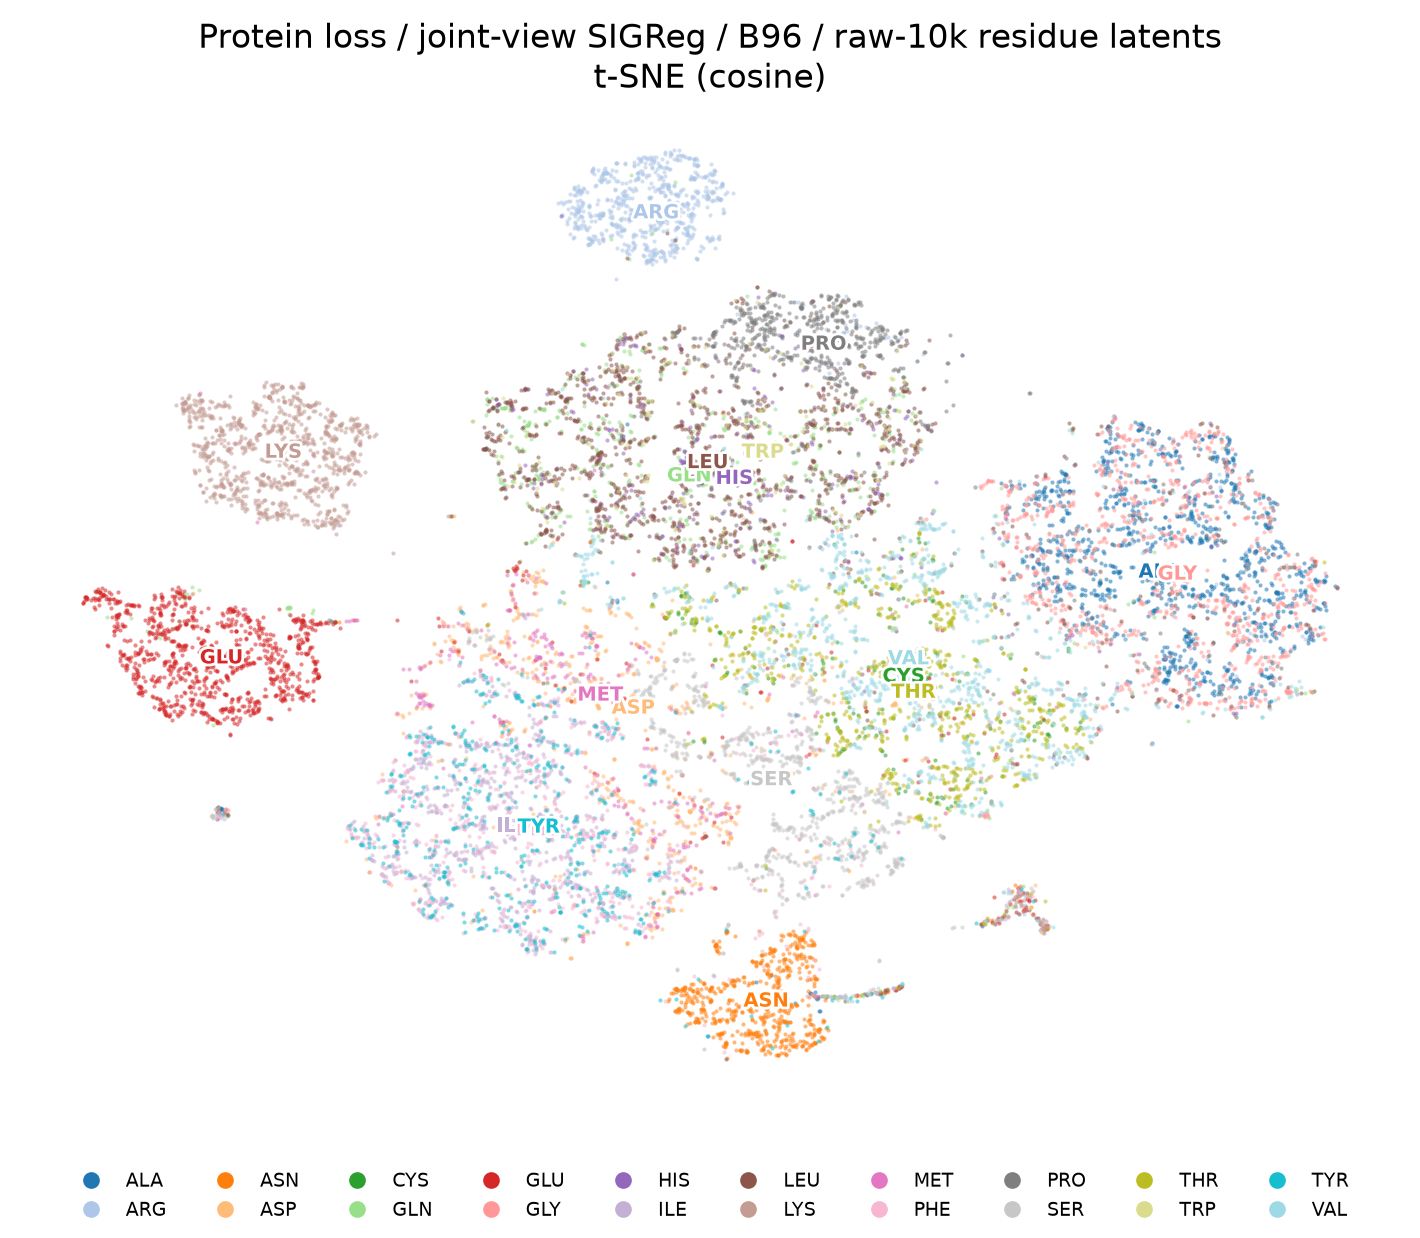 Protein loss / joint-view SIGReg / B96 / raw-10k residue latents
t-SNE (cosine)
ARG
PRO
LYS
TRP
LEU
GLN
HIS
GLY
GLU
VAL
CYS
THR
MET
ASP
SER
TYR
ASN
ALA ASN CYS GLU HIS LEU MET PRO THR TYR
ARG ASP GLN GLY ILE LYS PHE SER TRP VAL